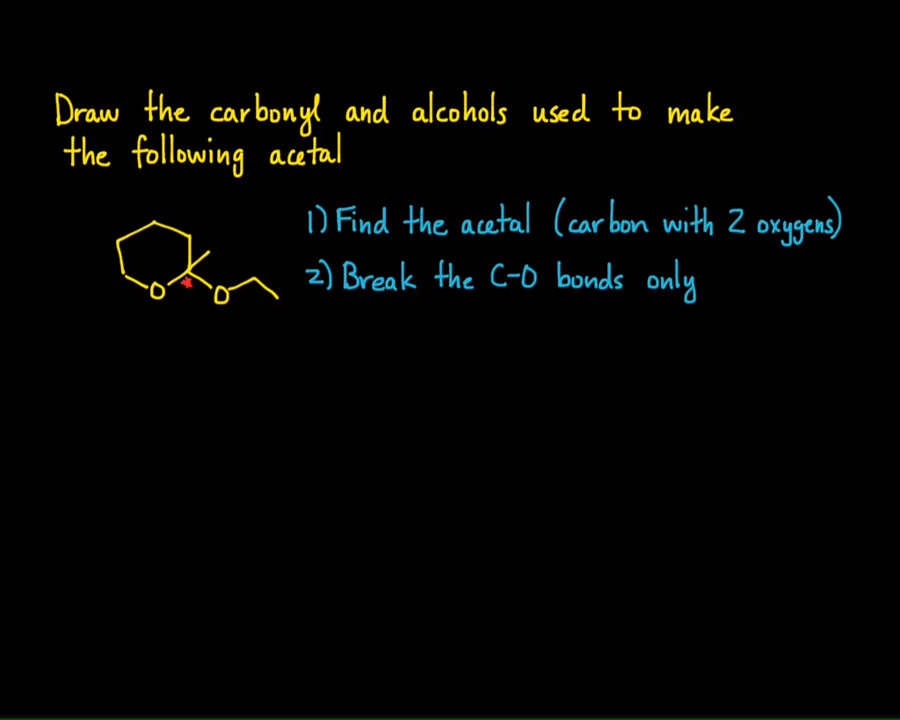 Draw the carbonyl and alcohols used to make
the following acetal
1) Find the acetal (carbon with 2 oxygens)
2) Break the C-O bonds only
O
O